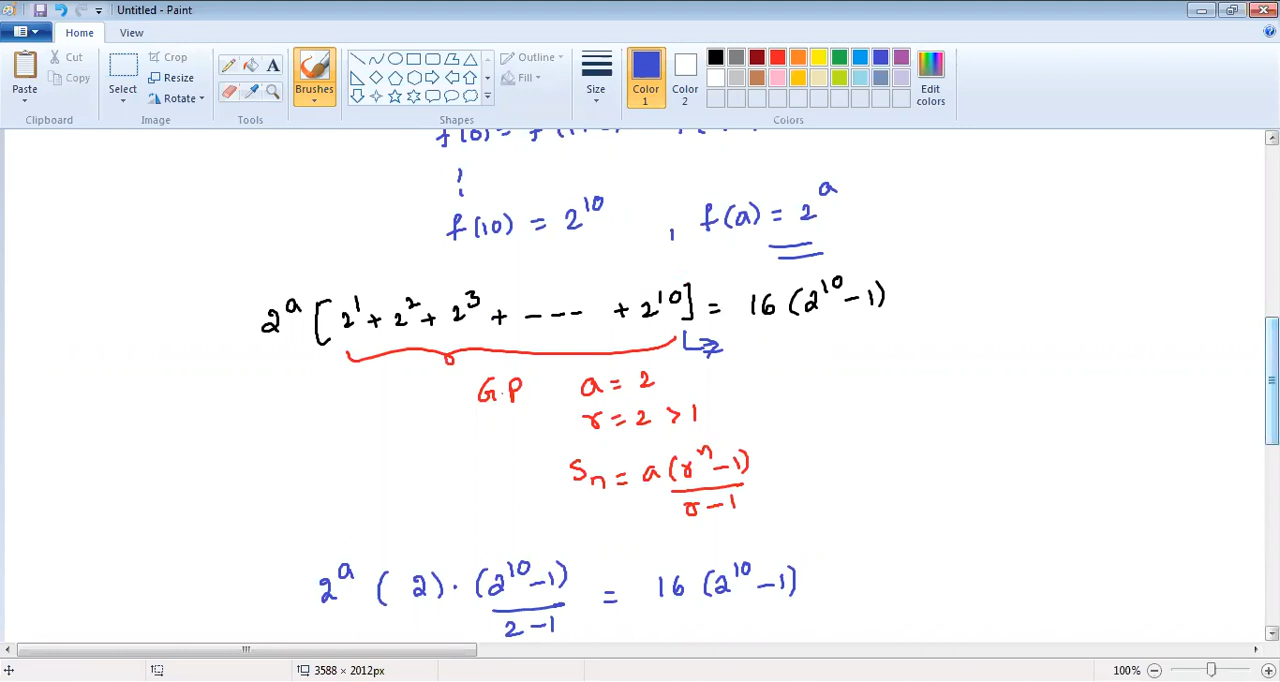 Untitled - Paint
Home View
Cut
Copy
Paste
Clipboard
Crop
Resize
Rotate
Select
Image
Tools
Brushes
Outline
Fill
Shapes
Size
Color 1
Color 2
Edit colors
Colors
f(10) = 2^10 , f(a) = 2^a
2^a [2^1 + 2^2 + 2^3 + ---- + 2^10] = 16 (2^10 - 1)
G.P a = 2
r = 2 > 1
Sn = a (r^n - 1) / r - 1
2^a ( 2) · (2^10 - 1) / 2 - 1 = 16 (2^10 - 1)
3588 × 2012px
100%